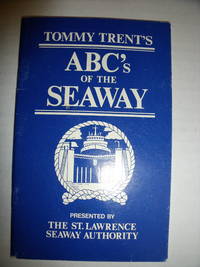 TOMMY TRENT'S
ABC's
OF THE
SEAWAY
PRESENTED BY
THE ST. LAWRENCE
SEAWAY AUTHORITY